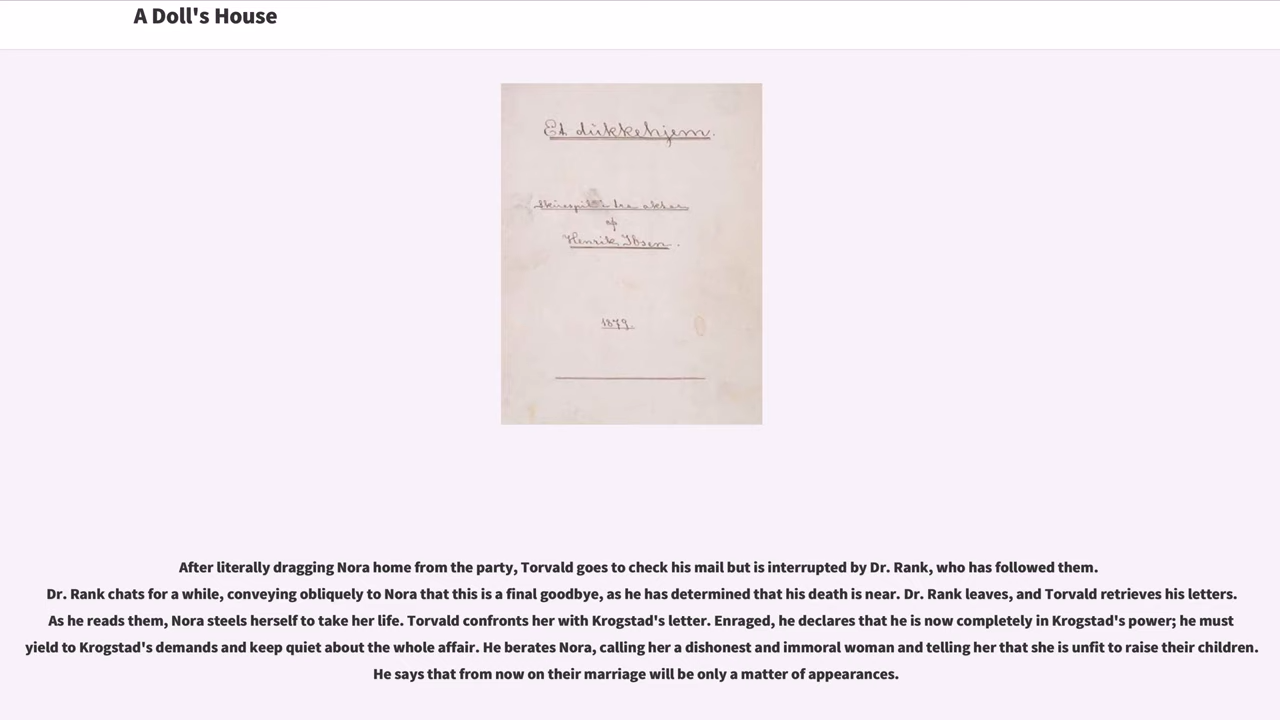 A Doll's House
Et dukkehjem.
Skuespil i tre akter
af
Henrik Ibsen.
1879.
After literally dragging Nora home from the party, Torvald goes to check his mail but is interrupted by Dr. Rank, who has followed them.
Dr. Rank chats for a while, conveying obliquely to Nora that this is a final goodbye, as he has determined that his death is near. Dr. Rank leaves, and Torvald retrieves his letters.
As he reads them, Nora steels herself to take her life. Torvald confronts her with Krogstad's letter. Enraged, he declares that he is now completely in Krogstad's power; he must
yield to Krogstad's demands and keep quiet about the whole affair. He berates Nora, calling her a dishonest and immoral woman and telling her that she is unfit to raise their children.
He says that from now on their marriage will be only a matter of appearances.